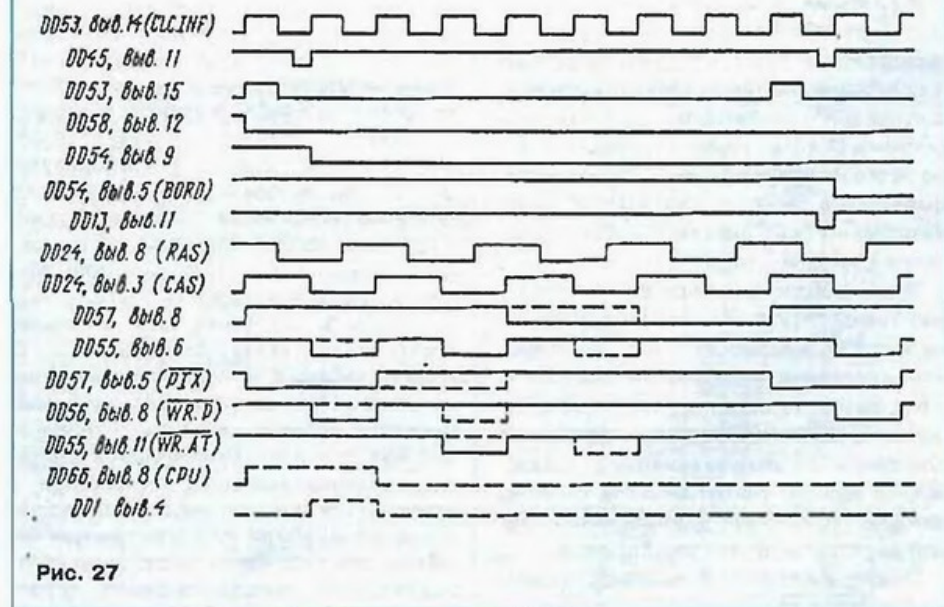 DD53, выв.14 (CLC.INF)
DD45, выв. 11
DD53, выв.15
DD58, выв.12
DD54, выв. 9
DD54, выв.5 (BORD)
DD13, выв.11
DD24, выв. 8 (RAS)
DD24, выв.3 (CAS)
DD57, выв.8
DD55, выв.6
DD57, выв.5 (PIX)
DD56, выв. 8 (WR.P)
DD55, выв.11 (WR.AT)
DD66, выв.8 (CPU)
DD1 выв.4
Рис. 27